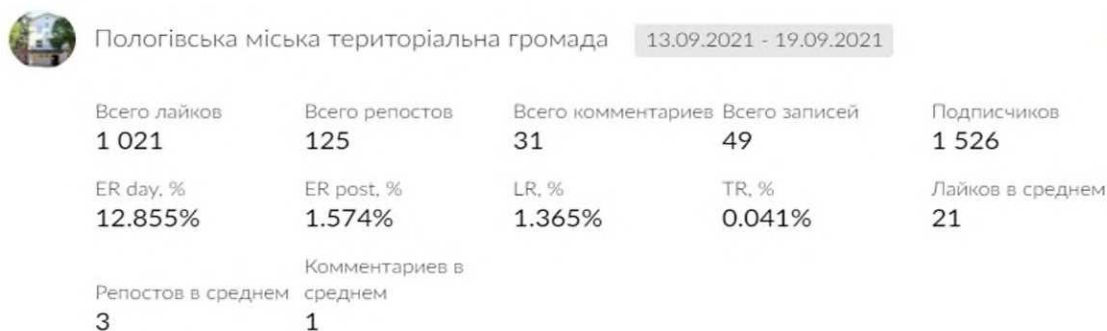 Пологівська міська територіальна громада
13.09.2021 - 19.09.2021
Всего лайков
1 021
Всего репостов
125
Всего комментариев
31
Всего записей
49
Подписчиков
1 526
ER day, %
12.855%
ER post, %
1.574%
LR, %
1.365%
TR, %
0.041%
Лайков в среднем
21
Репостов в среднем
3
Комментариев в
среднем
1